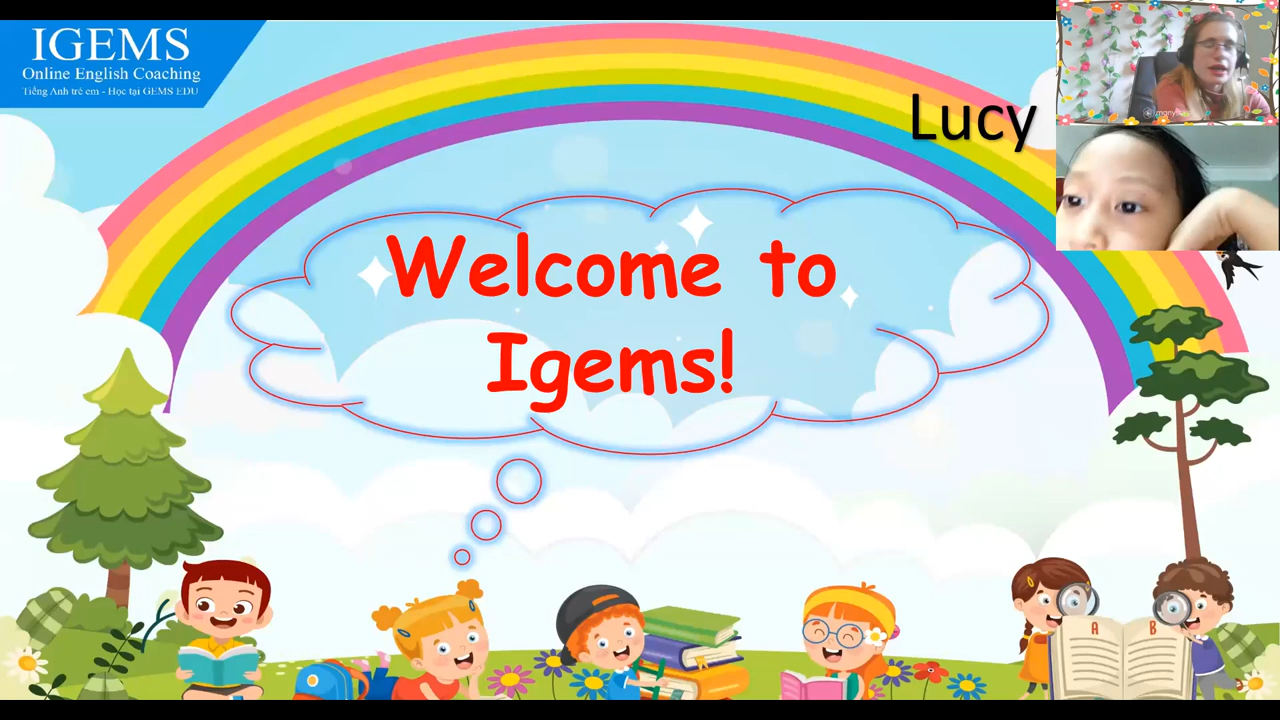 IGEMS
Online English Coaching
Tiếng Anh trẻ em - Học tại GEMS EDU
Lucy
Welcome to
Igems!
A B